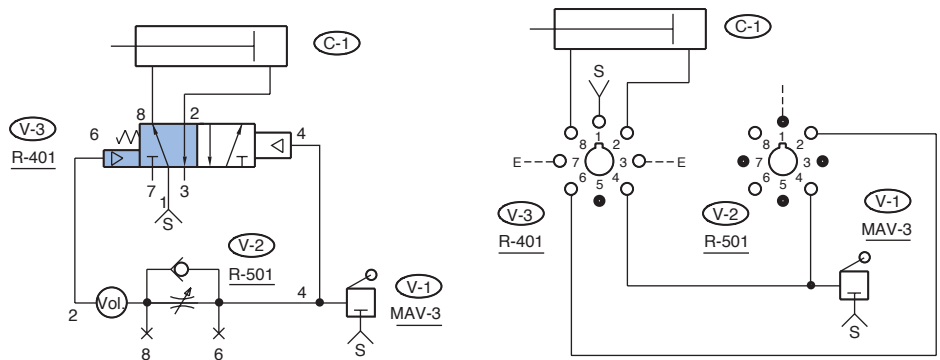 C-1
8 2
V-3
R-401
6 4
7 3
1
S
V-2
R-501
Vol.
2
4
V-1
MAV-3
8 6
S
C-1
S
1
8 2
E 7 3 E
6 4
5
V-3
R-401
1
8 2
7 3
6 4
5
V-2
R-501
V-1
MAV-3
S